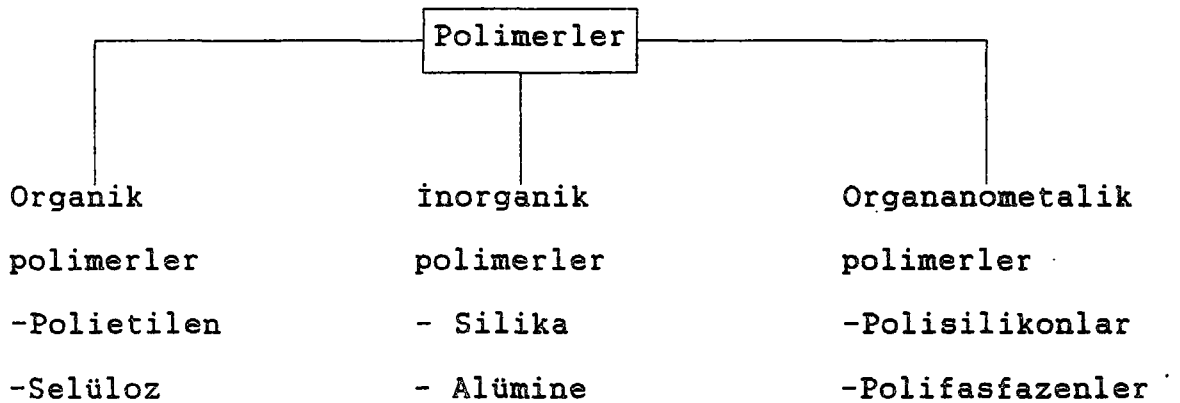 Polimerler
Organik
polimerler
-Polietilen
-Selüloz
İnorganik
polimerler
- Silika
- Alümine
Organanometalik
polimerler
-Polisilikonlar
-Polifasfazenler